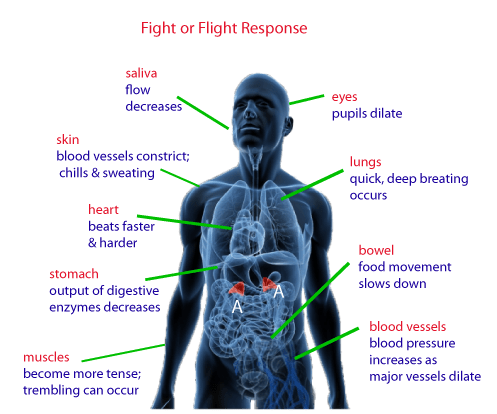 Fight or Flight Response
saliva
flow
decreases
eyes
pupils dilate
skin
blood vessels constrict;
chills & sweating
lungs
quick, deep breating
occurs
heart
beats faster
& harder
bowel
food movement
slows down
stomach
output of digestive
enzymes decreases
A
A
blood vessels
blood pressure
increases as
major vessels dilate
muscles
become more tense;
trembling can occur